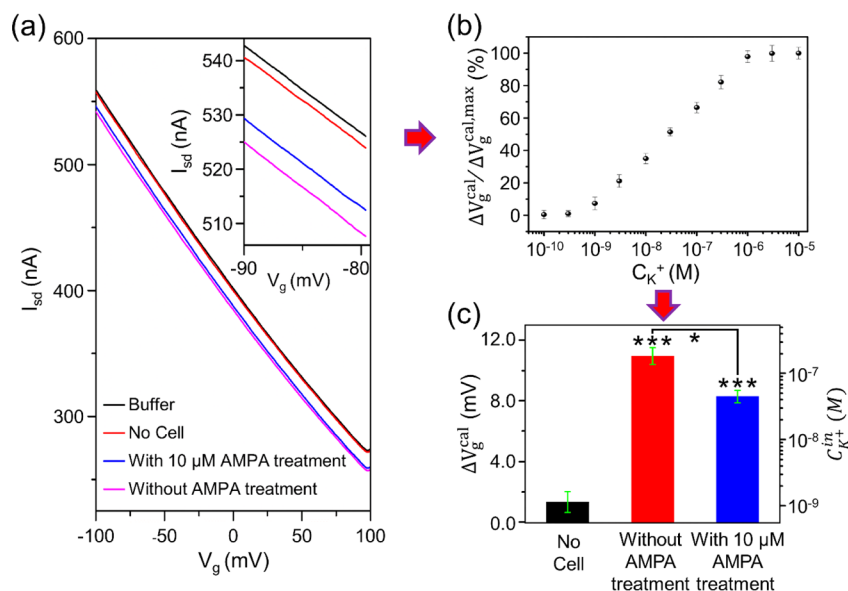 (a)
600
500
400
300
I_sd (nA)
-100
-50
0
50
100
V_g (mV)
Buffer
No Cell
With 10 μM AMPA treatment
Without AMPA treatment
540
530
520
510
I_sd (nA)
-90
-80
V_g (mV)
(b)
100
80
60
40
20
0
ΔV_g^cal/ΔV_g^cal,max (%)
10^-10
10^-9
10^-8
10^-7
10^-6
10^-5
C_K^+ (M)
(c)
12.0
8.0
4.0
0.0
ΔV_g^cal (mV)
***
*
***
10^-7
10^-8
10^-9
C_K^+^in (M)
No
Cell
Without
AMPA
treatment
With 10 μM
AMPA
treatment